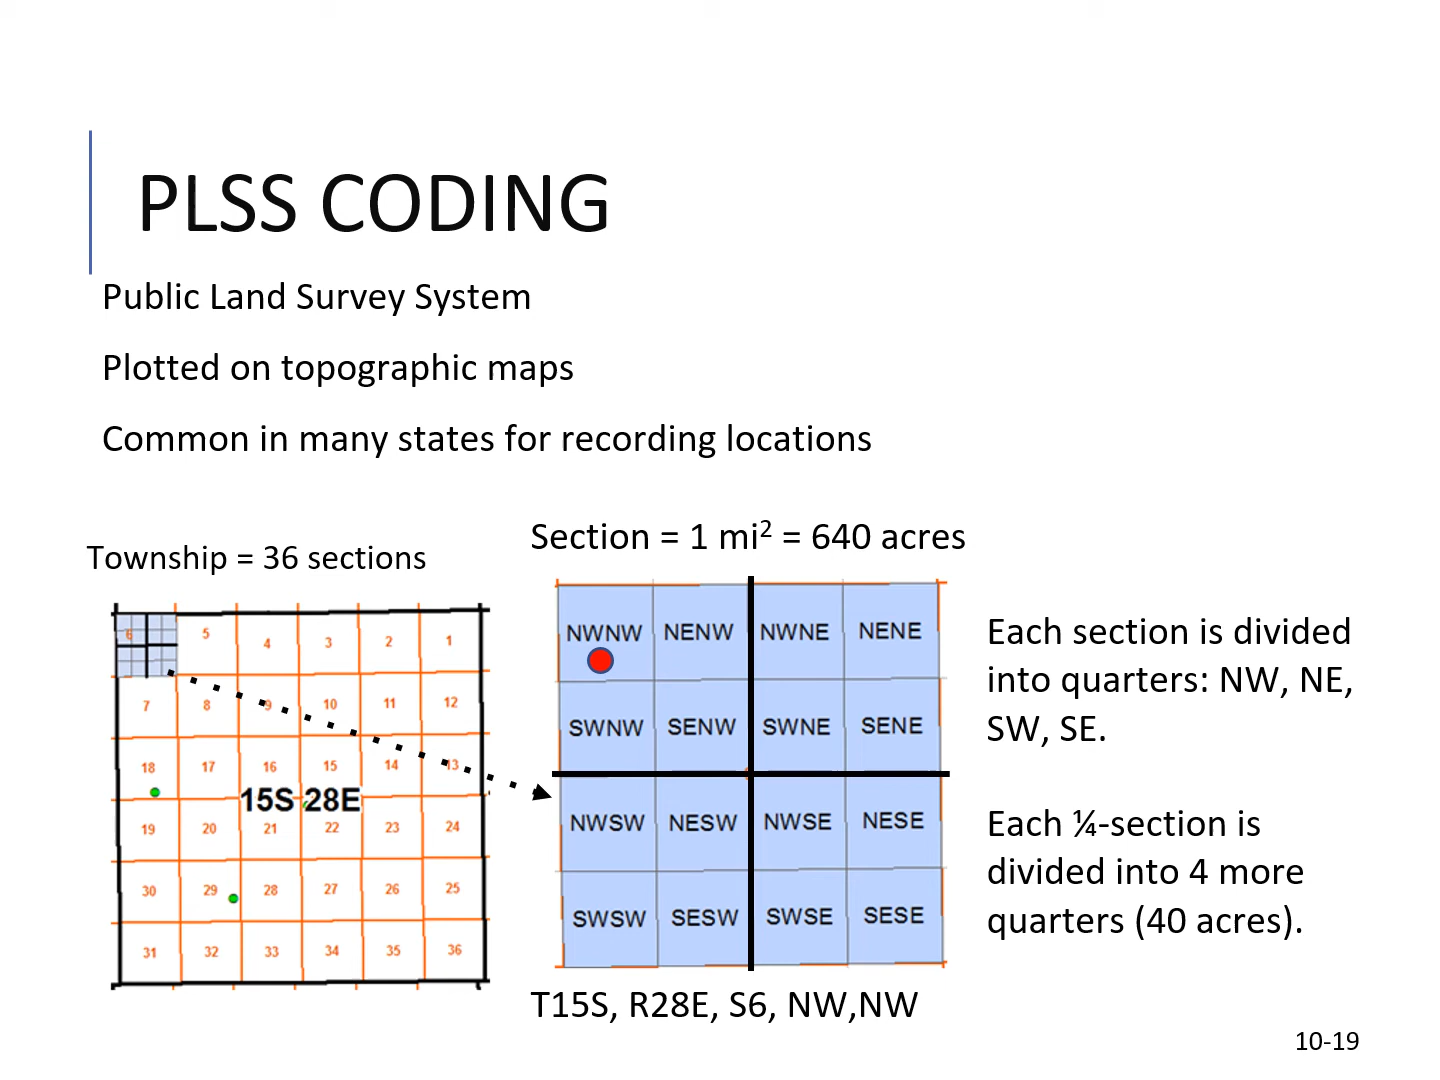 PLSS CODING
Public Land Survey System
Plotted on topographic maps
Common in many states for recording locations
Township = 36 sections
6 5 4 3 2 1
7 8 9 10 11 12
18 17 16 15 14 13
15S 28E
19 20 21 22 23 24
30 29 28 27 26 25
31 32 33 34 35 36
Section = 1 mi² = 640 acres
NWNW NENW NWNE NENE
SWNW SENW SWNE SENE
NWSW NESW NWSE NESE
SWSW SESW SWSE SESE
T15S, R28E, S6, NW,NW
Each section is divided
into quarters: NW, NE,
SW, SE.
Each ¼-section is
divided into 4 more
quarters (40 acres).
10-19